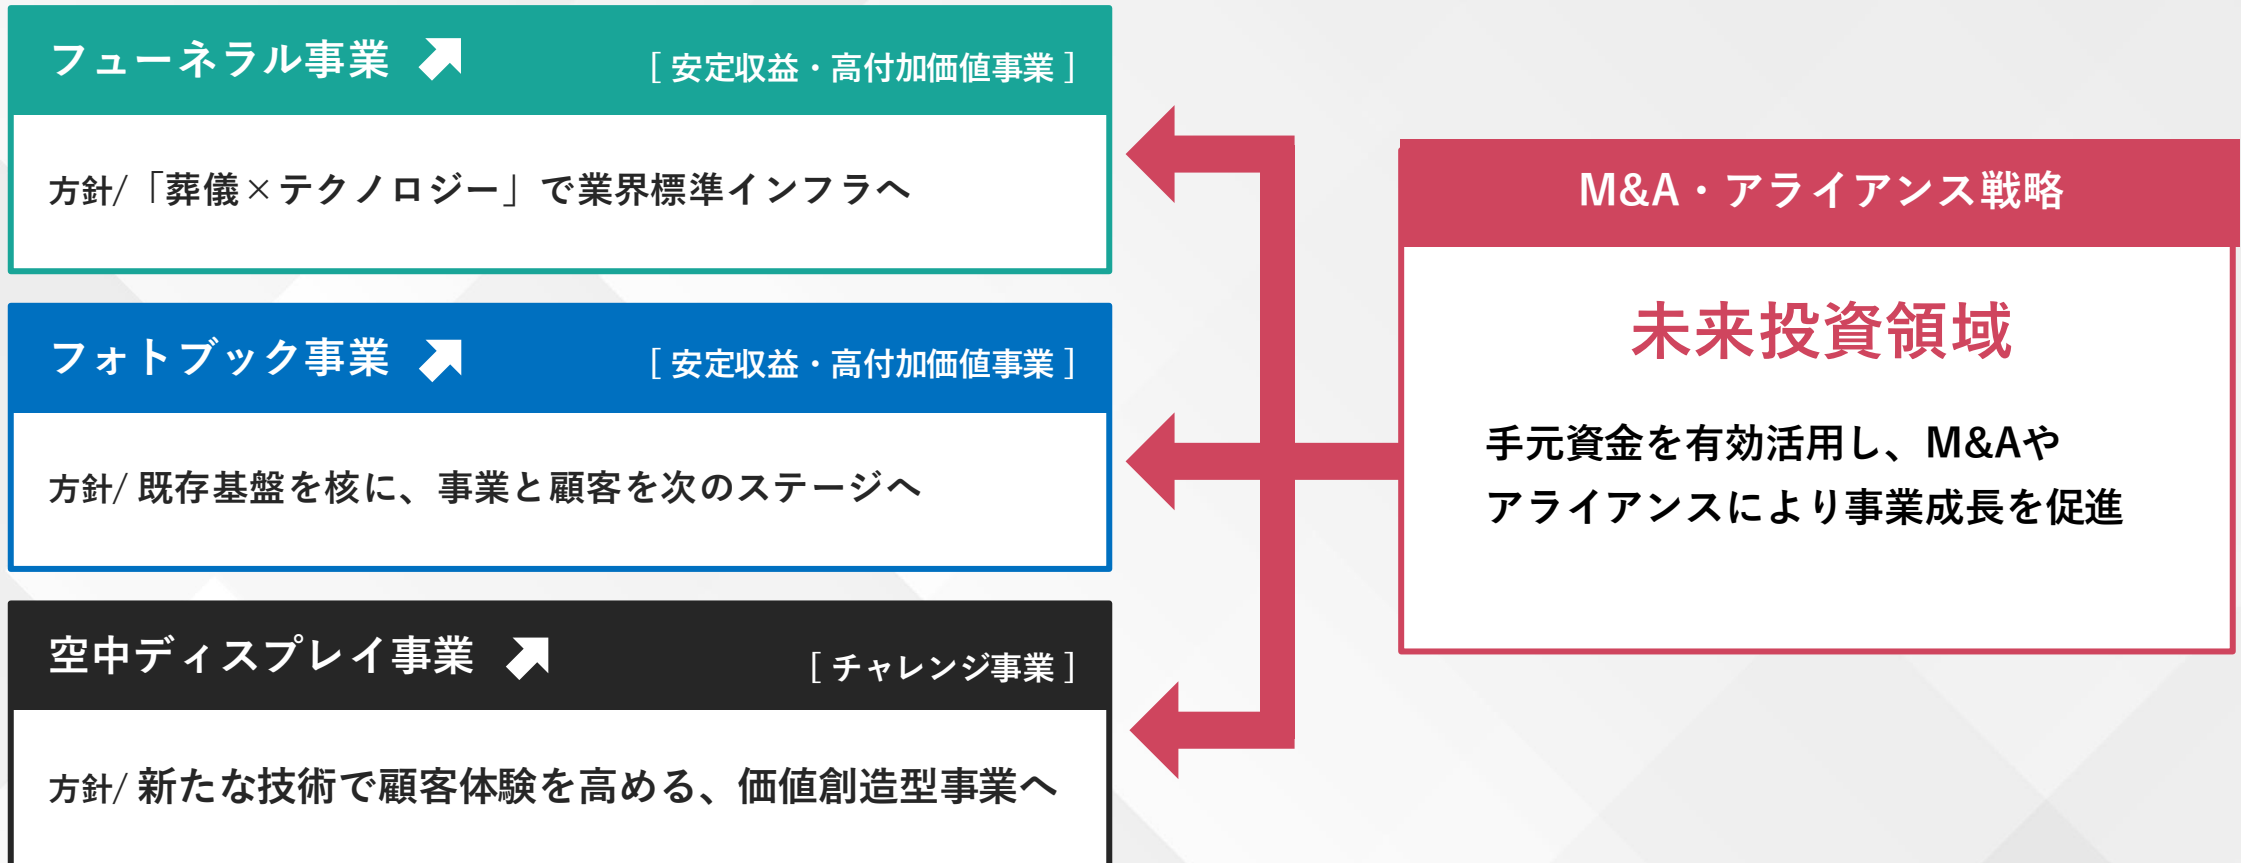 フューネラル事業
[ 安定収益・高付加価値事業 ]
方針/「葬儀×テクノロジー」で業界標準インフラへ
フォトブック事業
[ 安定収益・高付加価値事業 ]
方針/ 既存基盤を核に、事業と顧客を次のステージへ
空中ディスプレイ事業
[ チャレンジ事業 ]
方針/ 新たな技術で顧客体験を高める、価値創造型事業へ
M&A・アライアンス戦略
未来投資領域
手元資金を有効活用し、M&Aや
アライアンスにより事業成長を促進